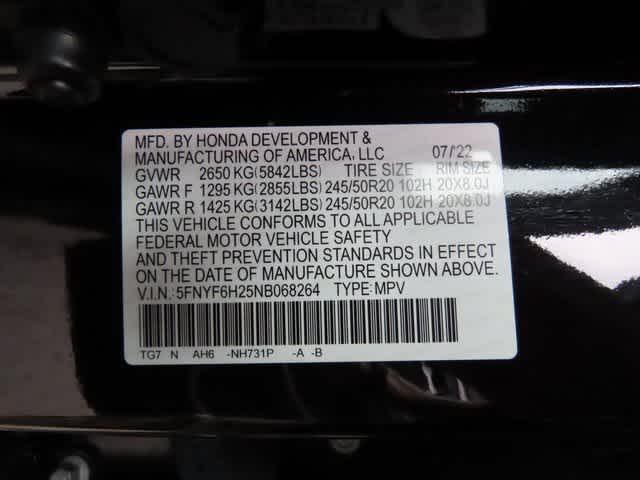 MFD. BY HONDA DEVELOPMENT &
MANUFACTURING OF AMERICA, LLC 07/22
GVWR 2650 KG(5842LBS) TIRE SIZE RIM SIZE
GAWR F 1295 KG(2855LBS) 245/50R20 102H 20X8.0J
GAWR R 1425 KG(3142LBS) 245/50R20 102H 20X8.0J
THIS VEHICLE CONFORMS TO ALL APPLICABLE
FEDERAL MOTOR VEHICLE SAFETY
AND THEFT PREVENTION STANDARDS IN EFFECT
ON THE DATE OF MANUFACTURE SHOWN ABOVE.
V.I.N.: 5FNYF6H25NB068264 TYPE: MPV
TG7 N AH6 -NH731P -A -B